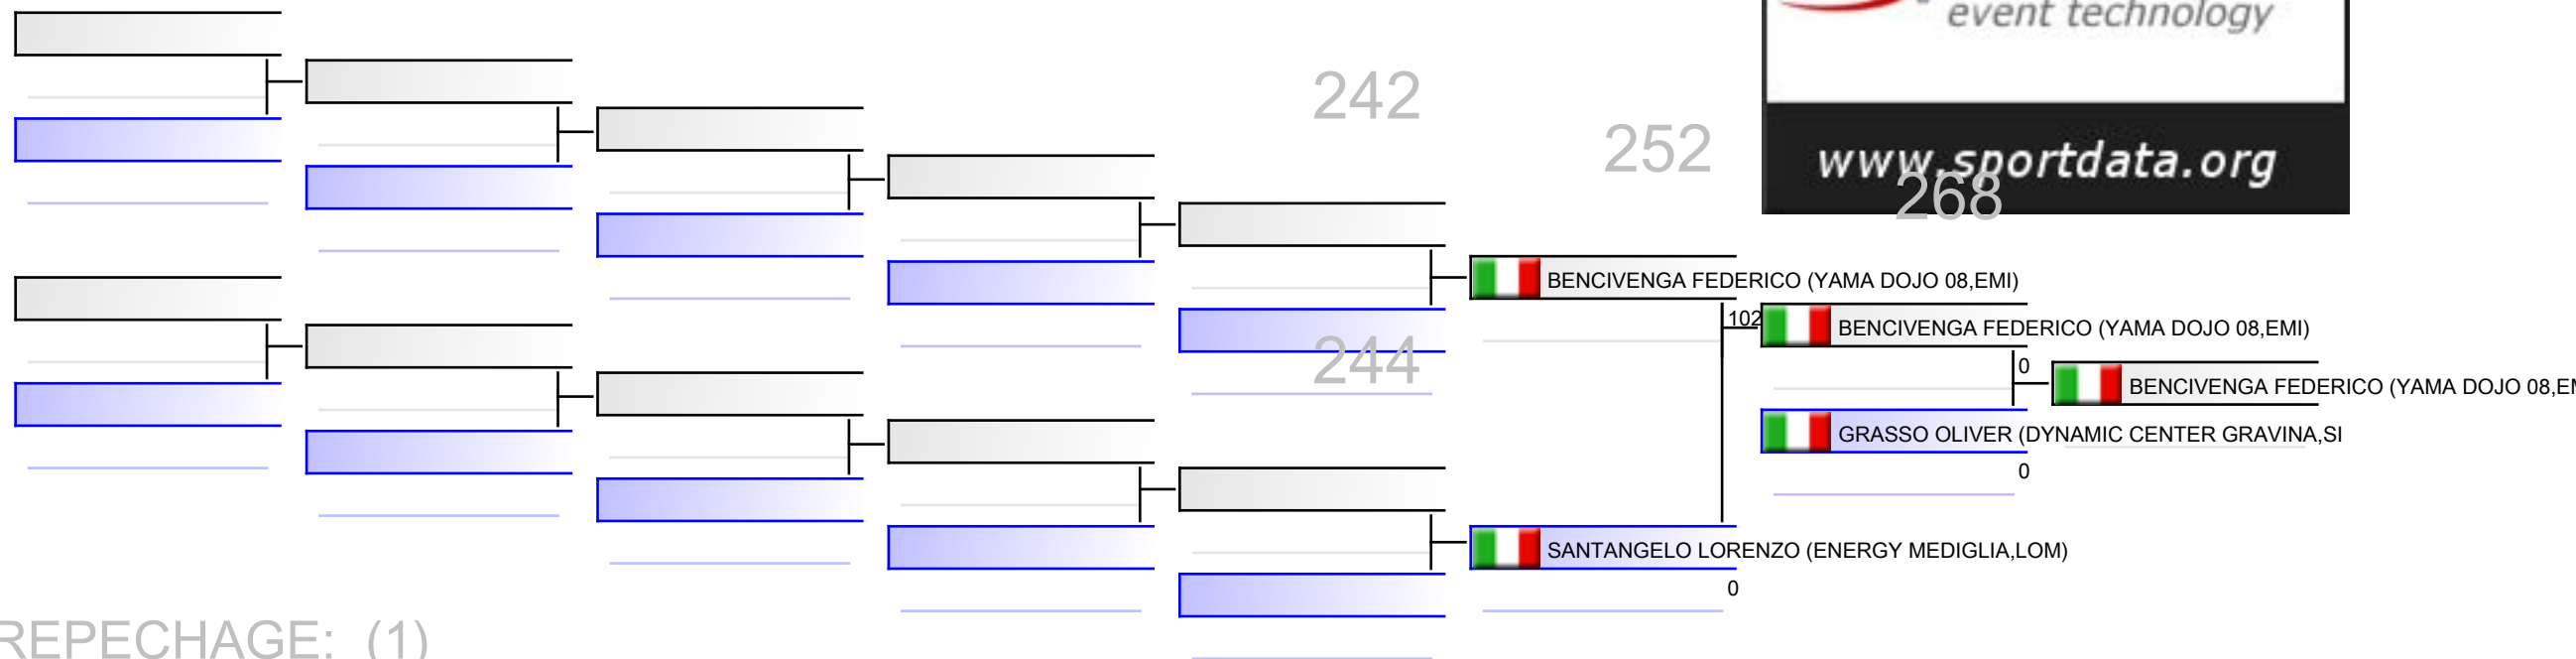 event technology
www.sportdata.org
242
252
268
BENCIVENGA FEDERICO (YAMA DOJO 08,EMI)
102
BENCIVENGA FEDERICO (YAMA DOJO 08,EMI)
244
0
BENCIVENGA FEDERICO (YAMA DOJO 08,EM
GRASSO OLIVER (DYNAMIC CENTER GRAVINA,SI
0
SANTANGELO LORENZO (ENERGY MEDIGLIA,LOM)
0
REPECHAGE: (1)